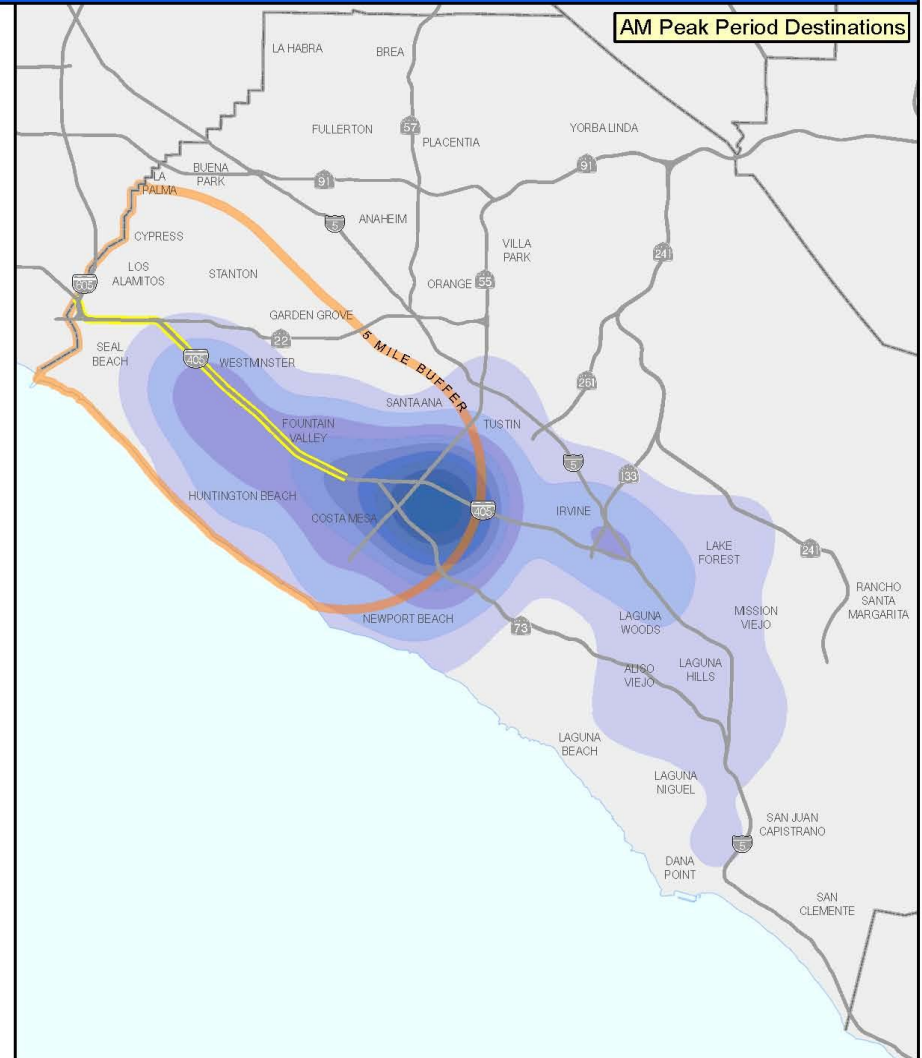 AM Peak Period Destinations
LA HABRA
BREA
FULLERTON
57
PLACENTIA
YORBA LINDA
91
BUENA
PARK
LA
PALMA
91
5
ANAHEIM
CYPRESS
VILLA
PARK
241
LOS
ALAMITOS
STANTON
605
ORANGE
55
GARDEN GROVE
22
SEAL
BEACH
405
WESTMINSTER
5 MILE BUFFER
261
SANTA ANA
TUSTIN
FOUNTAIN
VALLEY
5
133
HUNTINGTON BEACH
COSTA MESA
405
IRVINE
LAKE
FOREST
241
RANCHO
SANTA
MARGARITA
NEWPORT BEACH
73
LAGUNA
WOODS
MISSION
VIEJO
ALISO
VIEJO
LAGUNA
HILLS
LAGUNA
BEACH
LAGUNA
NIGUEL
SAN JUAN
CAPISTRANO
5
DANA
POINT
SAN
CLEMENTE